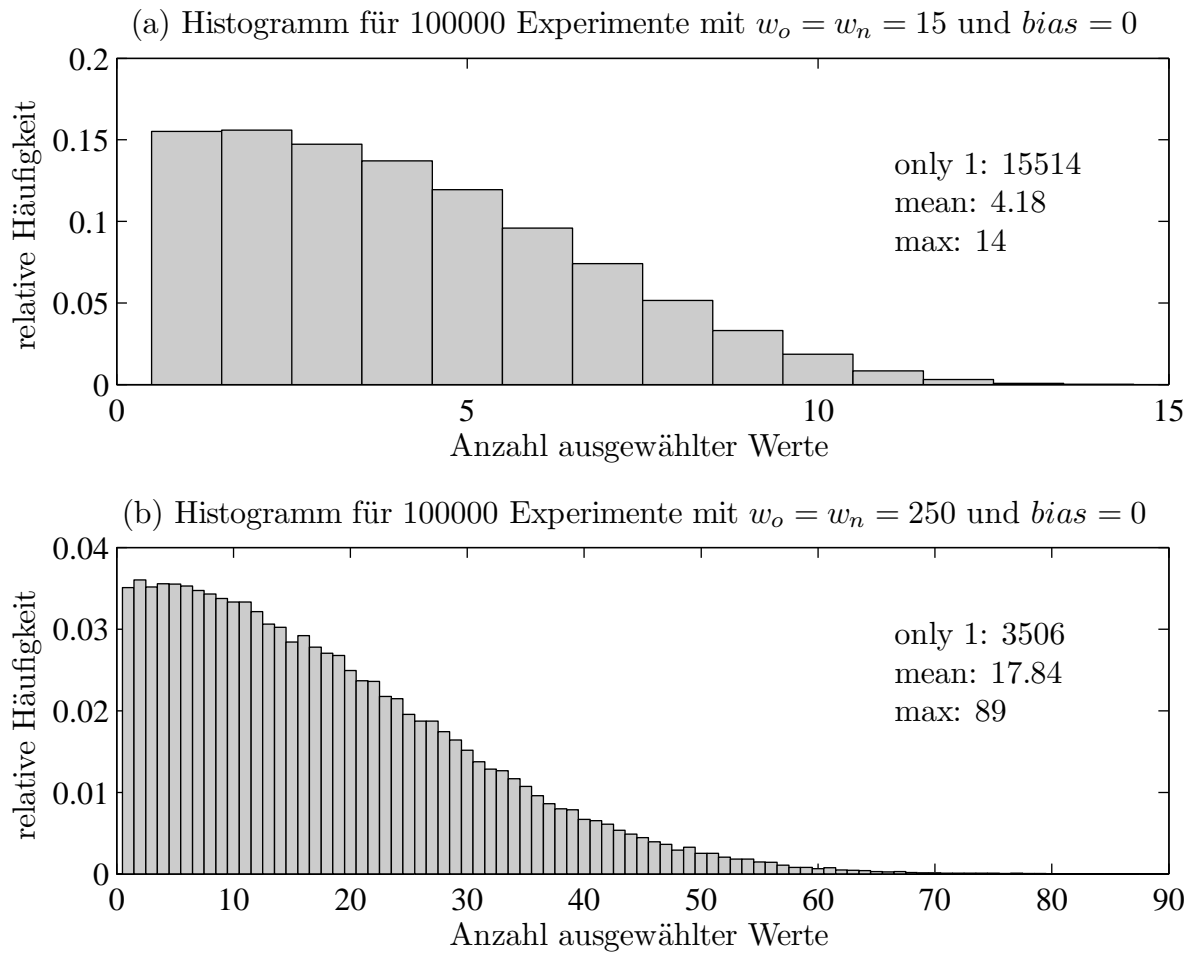 (a) Histogramm für 100000 Experimente mit w_o = w_n = 15 und bias = 0
relative Häufigkeit
0.2
0.15
0.1
0.05
0
only 1: 15514
mean: 4.18
max: 14
0 5 10 15
Anzahl ausgewählter Werte
(b) Histogramm für 100000 Experimente mit w_o = w_n = 250 und bias = 0
relative Häufigkeit
0.04
0.03
0.02
0.01
0
only 1: 3506
mean: 17.84
max: 89
0 10 20 30 40 50 60 70 80 90
Anzahl ausgewählter Werte